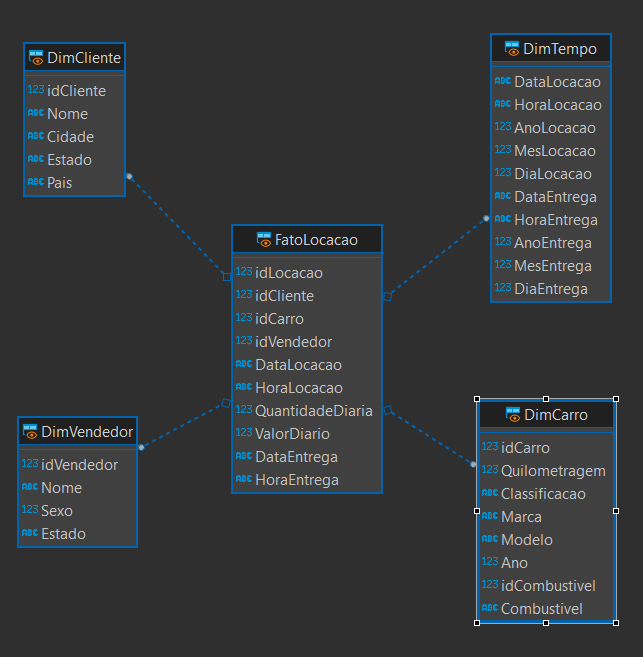 DimCliente
123 idCliente
ABC Nome
ABC Cidade
ABC Estado
ABC Pais
DimTempo
ABC DataLocacao
ABC HoraLocacao
123 AnoLocacao
123 MesLocacao
123 DiaLocacao
ABC DataEntrega
ABC HoraEntrega
123 AnoEntrega
123 MesEntrega
123 DiaEntrega
FatoLocacao
123 idLocacao
123 idCliente
123 idCarro
123 idVendedor
ABC DataLocacao
ABC HoraLocacao
123 QuantidadeDiaria
123 ValorDiario
ABC DataEntrega
ABC HoraEntrega
DimVendedor
123 idVendedor
ABC Nome
123 Sexo
ABC Estado
DimCarro
123 idCarro
123 Quilometragem
ABC Classificacao
ABC Marca
ABC Modelo
123 Ano
123 idCombustivel
ABC Combustivel